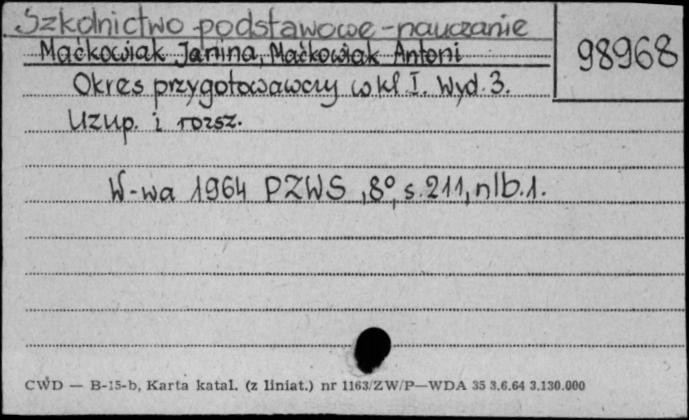 Szkolnictwo podstawowe - nauczanie
98968
Maćkowiak Janina, Maćkowiak Antoni
Okres przygotowawczy w kl. I. Wyd. 3.
Uzup. i rozsz.
W-wa 1964 PZWS, 8°, s. 211, nlb. 1.
CWD — B-15-b, Karta katal. (z liniat.) nr 1163/ZW/P—WDA 35 3.6.64 3.130.000